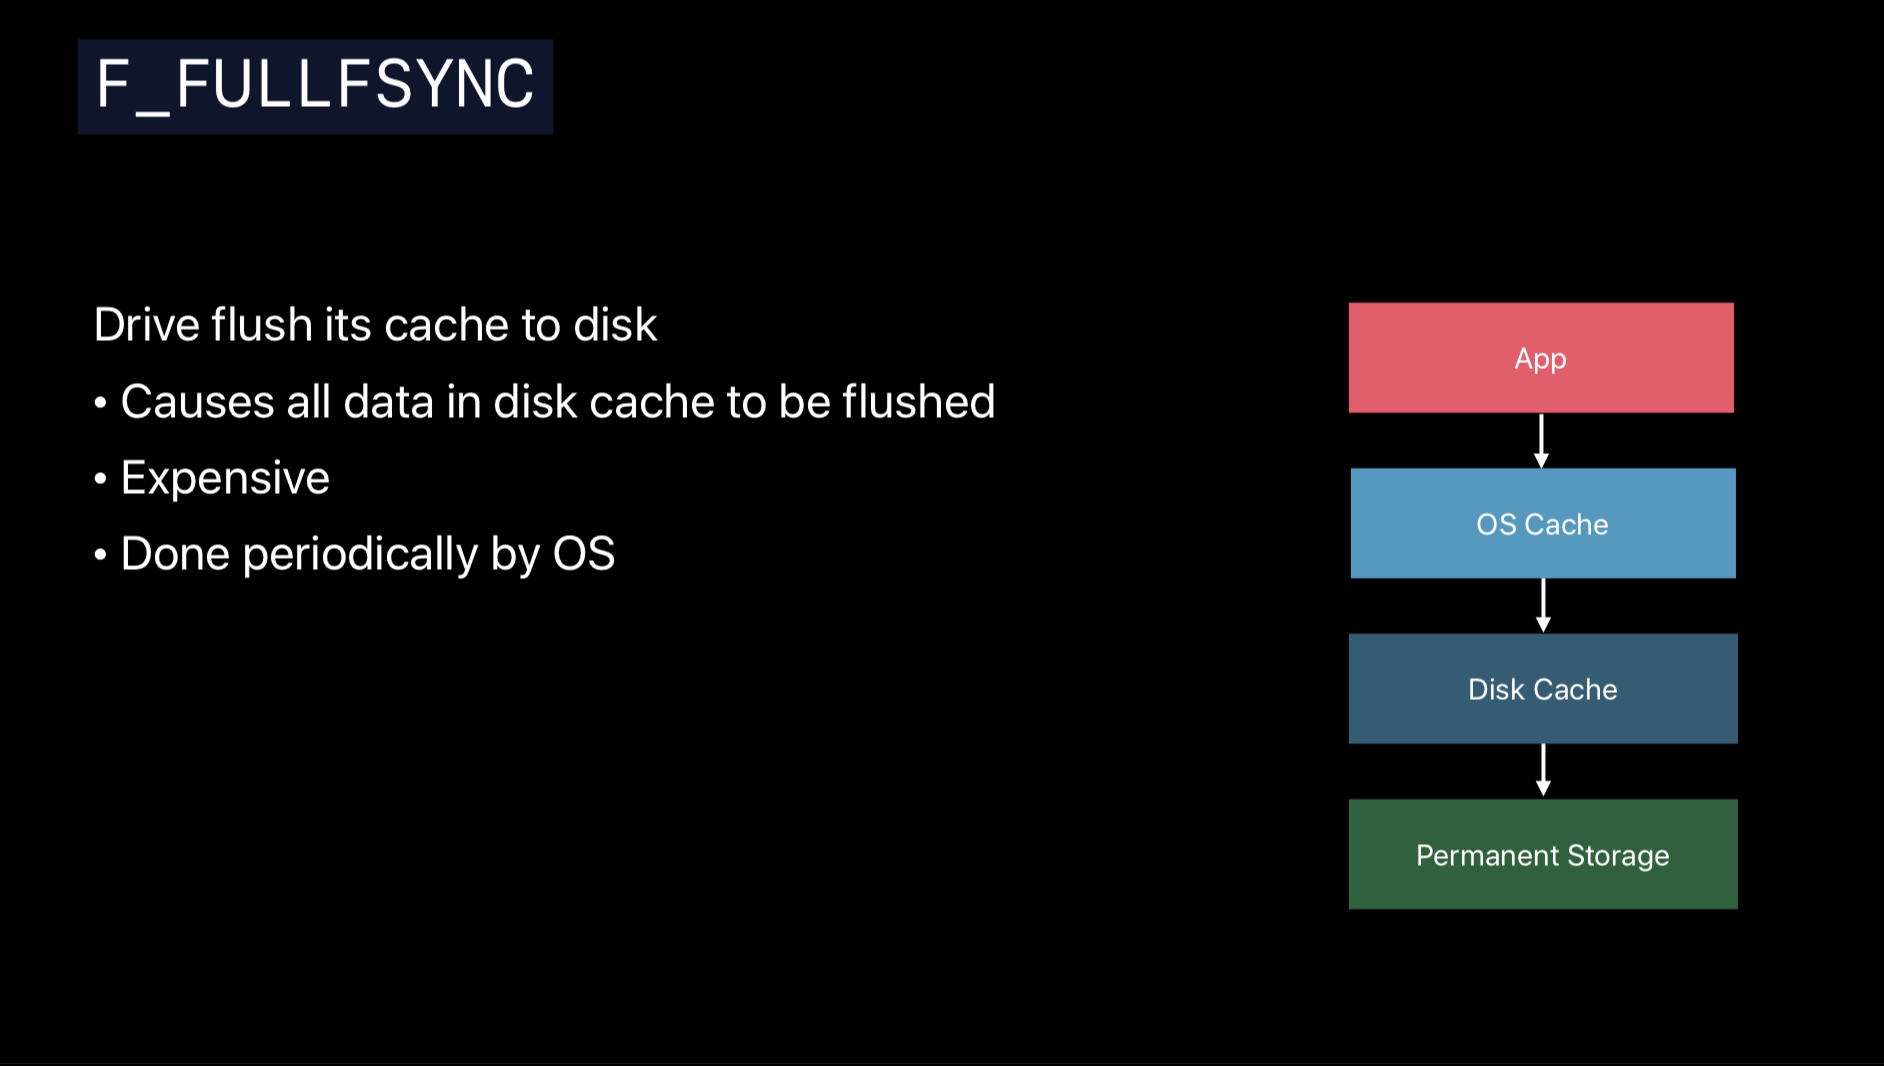 F_FULLFSYNC
Drive flush its cache to disk
• Causes all data in disk cache to be flushed
• Expensive
• Done periodically by OS
App
OS Cache
Disk Cache
Permanent Storage